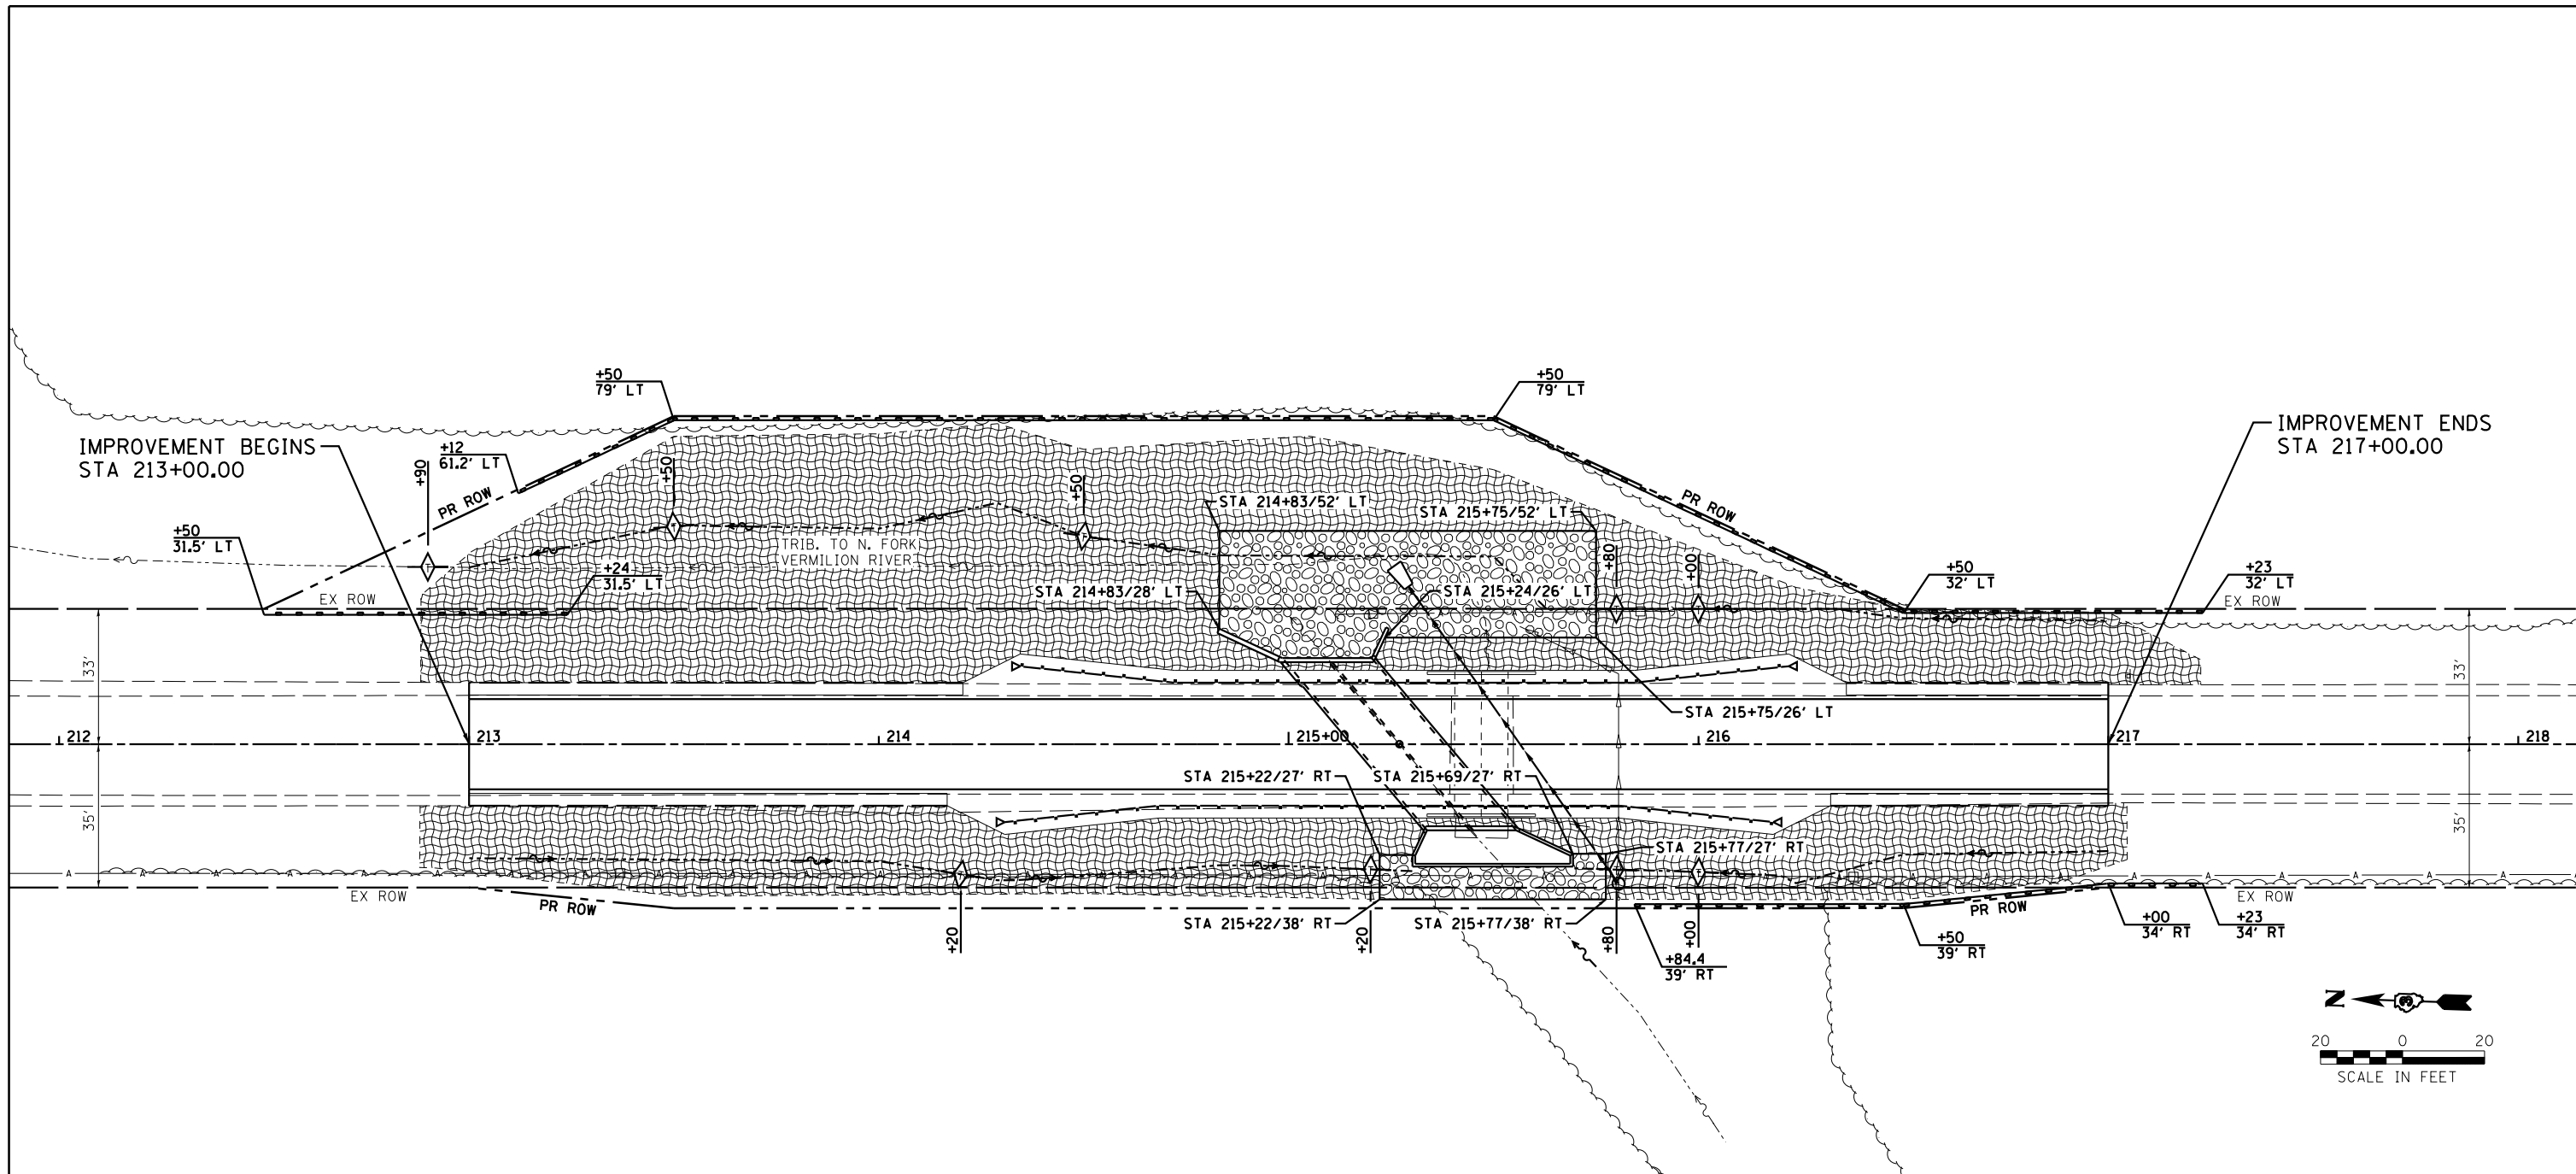 +50
79' LT
+50
79' LT
IMPROVEMENT BEGINS
STA 213+00.00
IMPROVEMENT ENDS
STA 217+00.00
+12
61.2' LT
+90
+50
+50
PR ROW
PR ROW
STA 214+83/52' LT
STA 215+75/52' LT
+50
31.5' LT
TRIB. TO N. FORK
VERMILION RIVER
+80
+00
+24
31.5' LT
+50
32' LT
+23
32' LT
EX ROW
EX ROW
STA 214+83/28' LT
STA 215+24/26' LT
33'
33'
STA 215+75/26' LT
212
213
214
215+00
216
217
218
STA 215+22/27' RT
STA 215+69/27' RT
35'
35'
STA 215+77/27' RT
A A A A A A A A A A A A A A
EX ROW
PR ROW
PR ROW
EX ROW
STA 215+22/38' RT
STA 215+77/38' RT
+20
+20
+80
+00
+84.4
39' RT
+50
39' RT
+00
34' RT
+23
34' RT
N
20 0 20
SCALE IN FEET